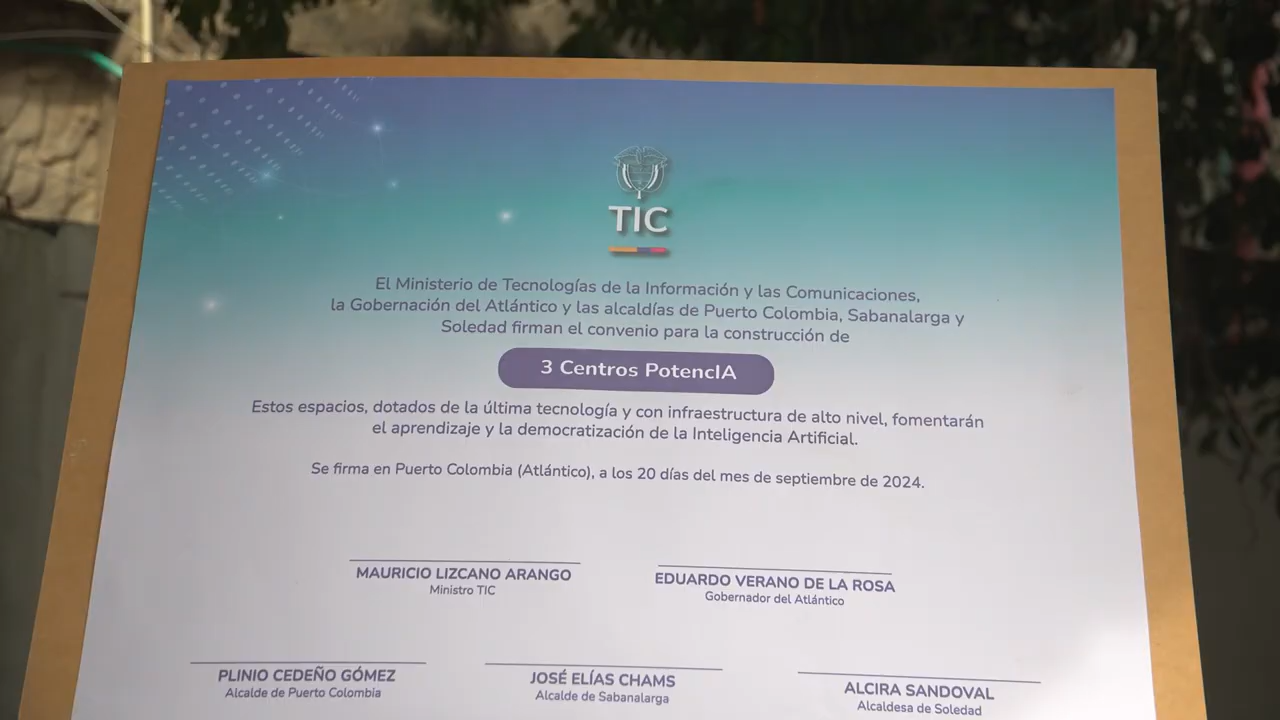 TIC
El Ministerio de Tecnologías de la Información y las Comunicaciones,
la Gobernación del Atlántico y las alcaldías de Puerto Colombia, Sabanalarga y
Soledad firman el convenio para la construcción de
3 Centros PotencIA
Estos espacios, dotados de la última tecnología y con infraestructura de alto nivel, fomentarán
el aprendizaje y la democratización de la Inteligencia Artificial.
Se firma en Puerto Colombia (Atlántico), a los 20 días del mes de septiembre de 2024.
MAURICIO LIZCANO ARANGO
Ministro TIC
EDUARDO VERANO DE LA ROSA
Gobernador del Atlántico
PLINIO CEDEÑO GÓMEZ
Alcalde de Puerto Colombia
JOSÉ ELÍAS CHAMS
Alcalde de Sabanalarga
ALCIRA SANDOVAL
Alcaldesa de Soledad